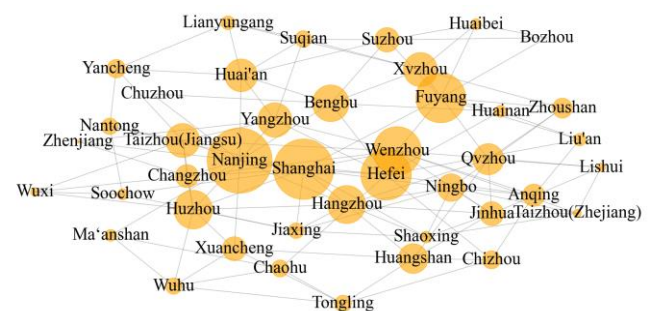 Lianyungang
Huaibei
Suqian
Suzhou
Bozhou
Yancheng
Huai'an
Xvzhou
Chuzhou
Bengbu
Fuyang
Zhoushan
Huainan
Yangzhou
Nantong
Taizhou(Jiangsu)
Zhenjiang
Liu'an
Wenzhou
Nanjing
Shanghai
Qvzhou
Lishui
Changzhou
Hefei
Wuxi
Soochow
Ningbo
Anqing
Huzhou
Hangzhou
Jinhua
Taizhou(Zhejiang)
Ma‘anshan
Jiaxing
Shaoxing
Xuancheng
Huangshan
Chizhou
Chaohu
Wuhu
Tongling